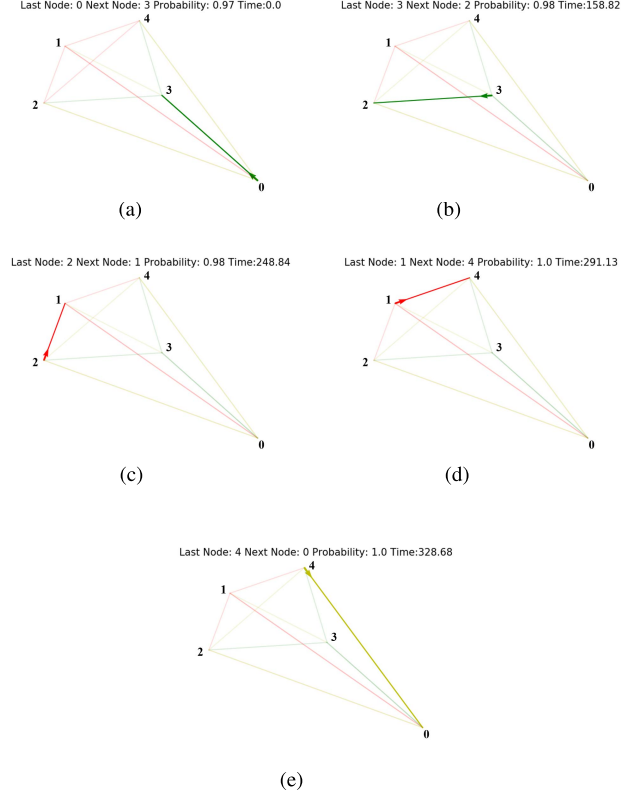 Last Node: 0 Next Node: 3 Probability: 0.97 Time:0.0
4
1
3
2
0
(a)
Last Node: 3 Next Node: 2 Probability: 0.98 Time:158.82
4
1
3
2
0
(b)
Last Node: 2 Next Node: 1 Probability: 0.98 Time:248.84
4
1
3
2
0
(c)
Last Node: 1 Next Node: 4 Probability: 1.0 Time:291.13
4
1
3
2
0
(d)
Last Node: 4 Next Node: 0 Probability: 1.0 Time:328.68
4
1
3
2
0
(e)